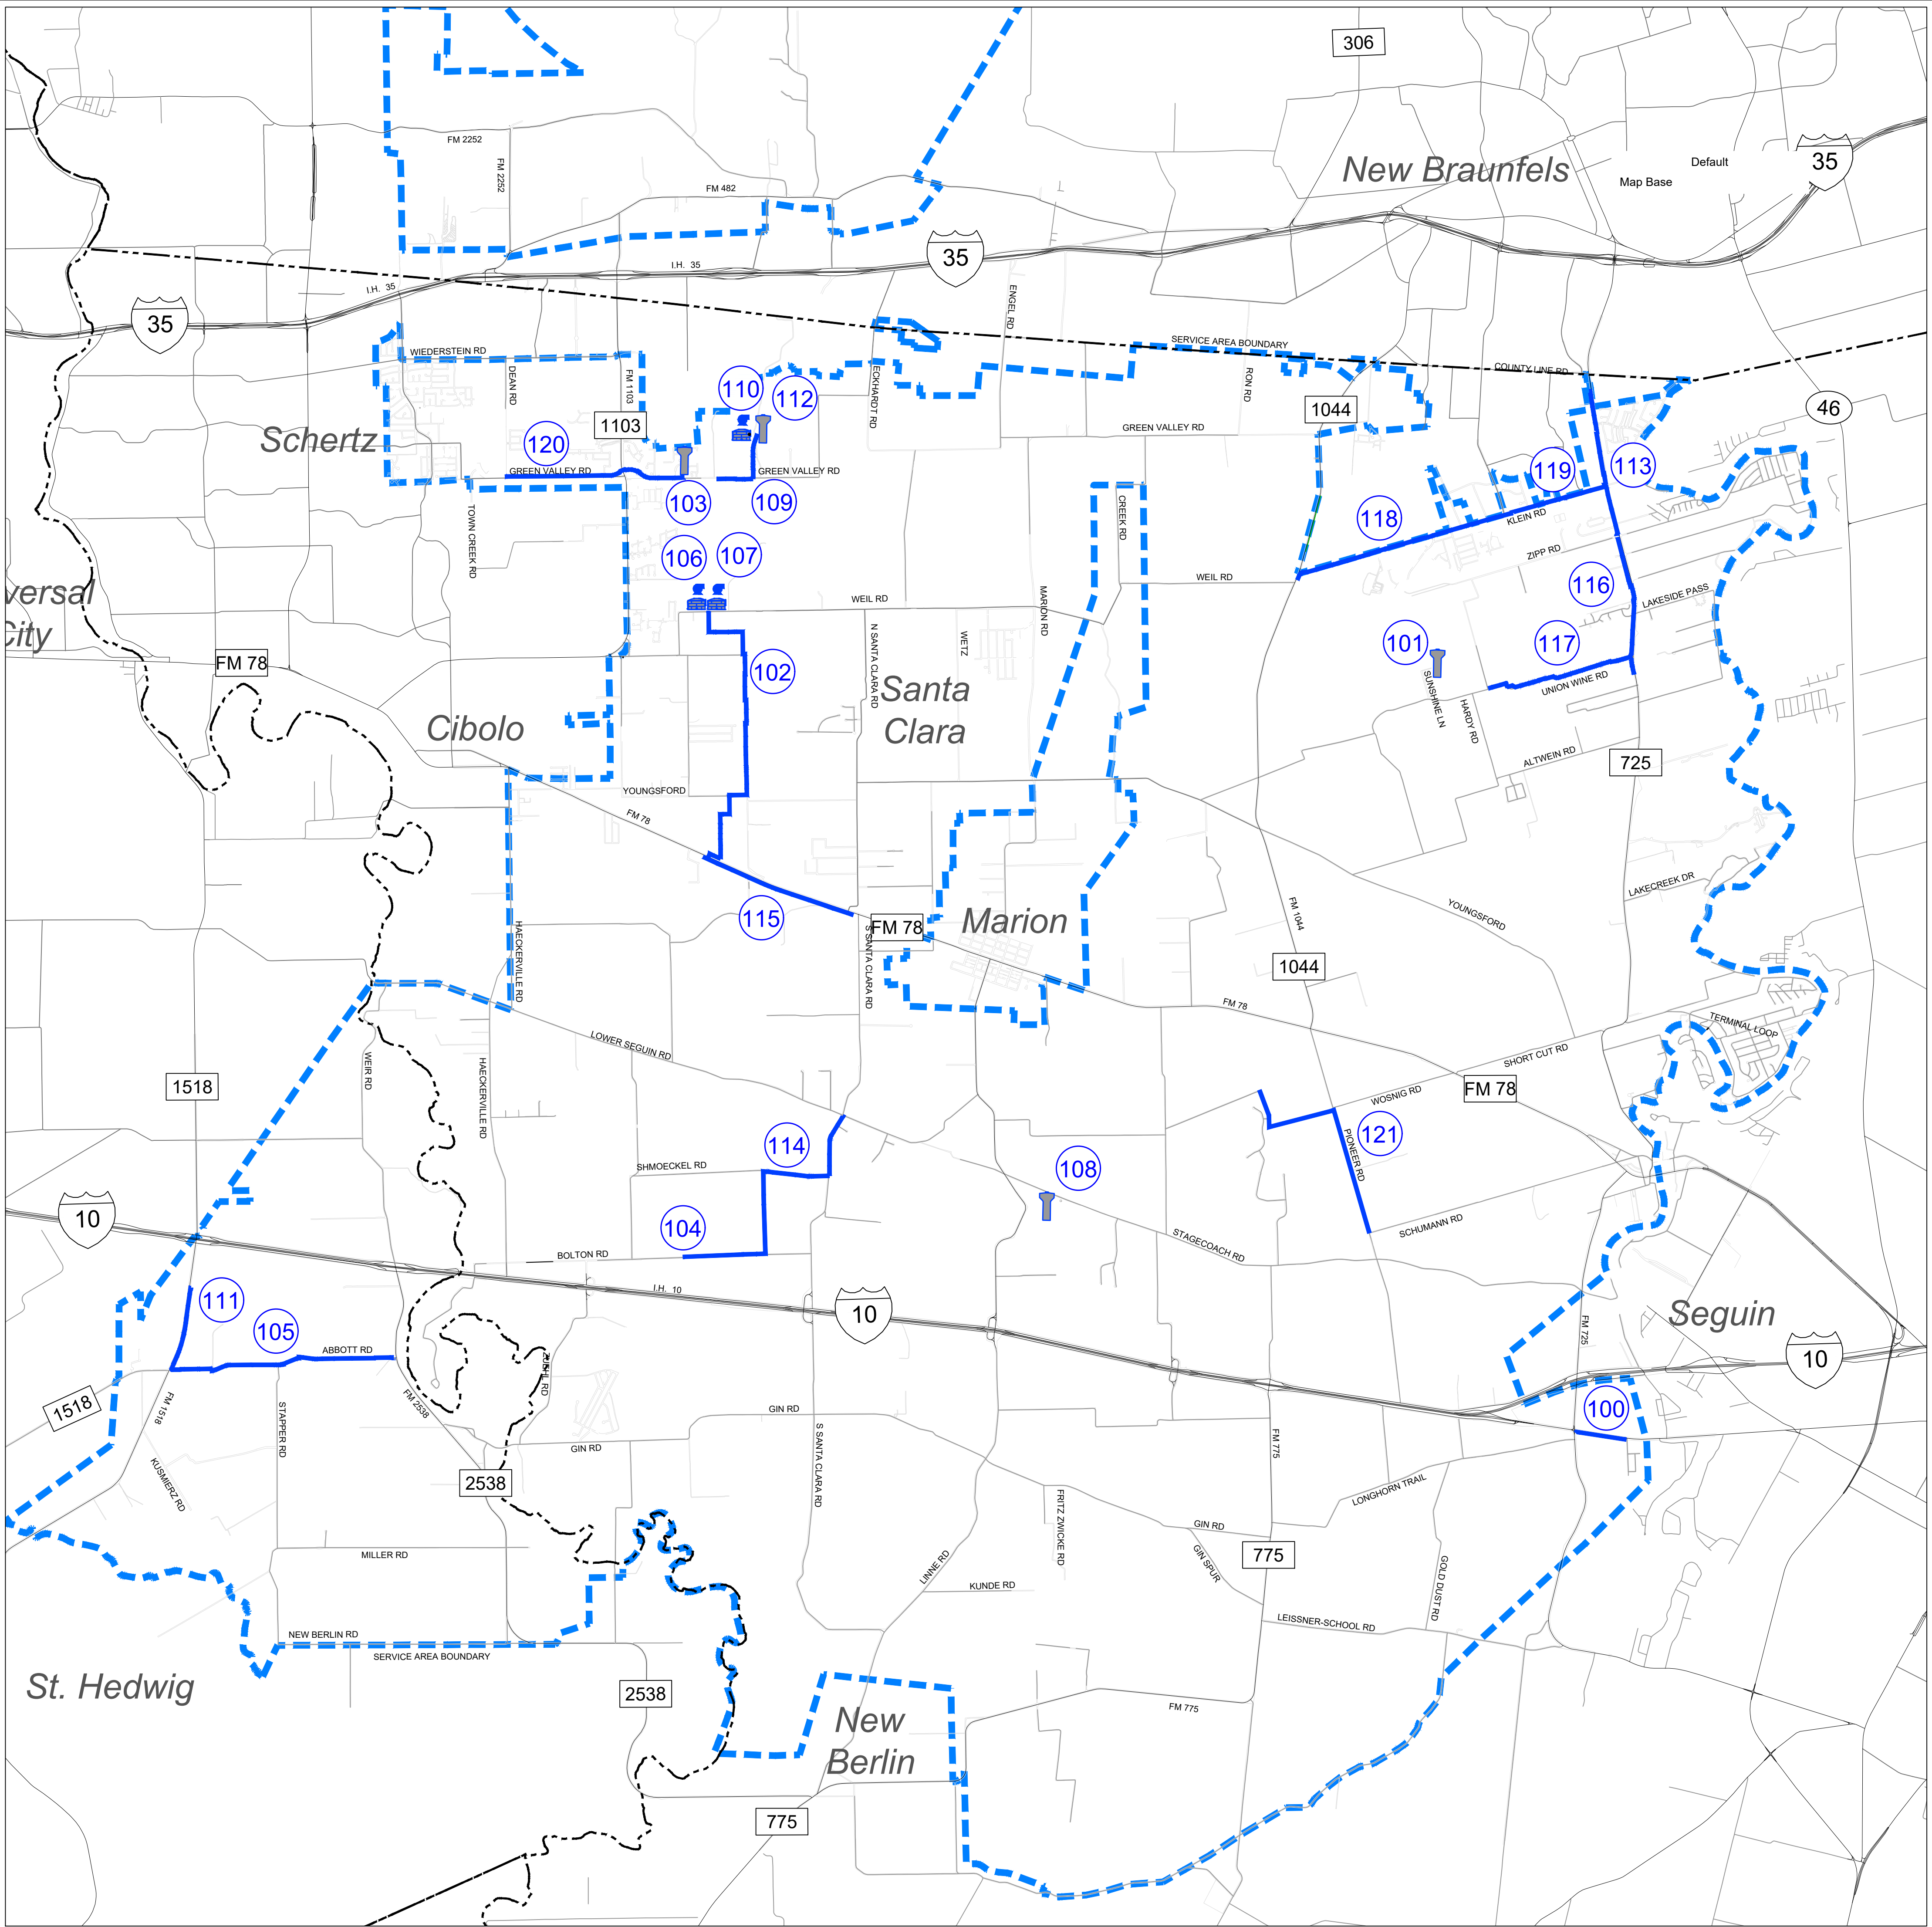 306
FM 2252
FM 2252
New Braunfels
Default
Map Base
35
FM 482
35
I.H. 35
I.H. 35
35
ENGEL RD
SERVICE AREA BOUNDARY
WIEDERSTEIN RD
DEAN RD
FM 1103
ECKHARDT RD
RON RD
COUNTY LINE RD
110
112
1044
46
1103
Schertz
120
GREEN VALLEY RD
GREEN VALLEY RD
GREEN VALLEY RD
103
109
119
113
118
KLEIN RD
TOWN CREEK RD
CREEK RD
106
107
ZIPP RD
WEIL RD
WEIL RD
116
LAKESIDE PASS
versal
City
MARION RD
N SANTA CLARA RD
WETZ
FM 78
102
101
117
SUNSHINE LN
UNION WINE RD
HARDY RD
Santa
Clara
Cibolo
ALTWEIN RD
725
YOUNGSFORD
FM 78
115
FM 78
Marion
LAKECREEK DR
YOUNGSFORD
FM 1044
1044
HAECKERVILLE RD
S SANTA CLARA RD
FM 78
TERMINAL LOOP
LOWER SEGUIN RD
WEIR RD
HAECKERVILLE RD
1518
SHORT CUT RD
FM 78
WOSNIG RD
121
PIONEER RD
114
SHMOECKEL RD
108
10
104
BOLTON RD
STAGECOACH RD
SCHUMANN RD
I.H. 10
10
111
105
ABBOTT RD
Seguin
FM 725
10
ZUEHL RD
1518
FM 1518
FM 2538
STAPPER RD
GIN RD
GIN RD
100
S SANTA CLARA RD
FM 775
KUSMIERZ RD
2538
LONGHORN TRAIL
FRITZ ZWICKE RD
GIN RD
GIN SPUR
775
MILLER RD
LINNE RD
KUNDE RD
GOLD DUST RD
LEISSNER-SCHOOL RD
NEW BERLIN RD
SERVICE AREA BOUNDARY
St. Hedwig
2538
New
Berlin
FM 775
775